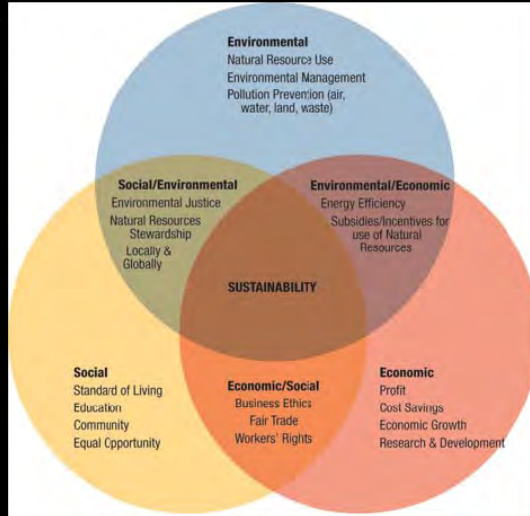 Environmental
Natural Resource Use
Environmental Management
Pollution Prevention (air,
water, land, waste)
Social/Environmental
Environmental Justice
Natural Resources
Stewardship
Locally &
Globally
Environmental/Economic
Energy Efficiency
Subsidies/Incentives for
use of Natural
Resources
SUSTAINABILITY
Social
Standard of Living
Education
Community
Equal Opportunity
Economic/Social
Business Ethics
Fair Trade
Workers' Rights
Economic
Profit
Cost Savings
Economic Growth
Research & Development